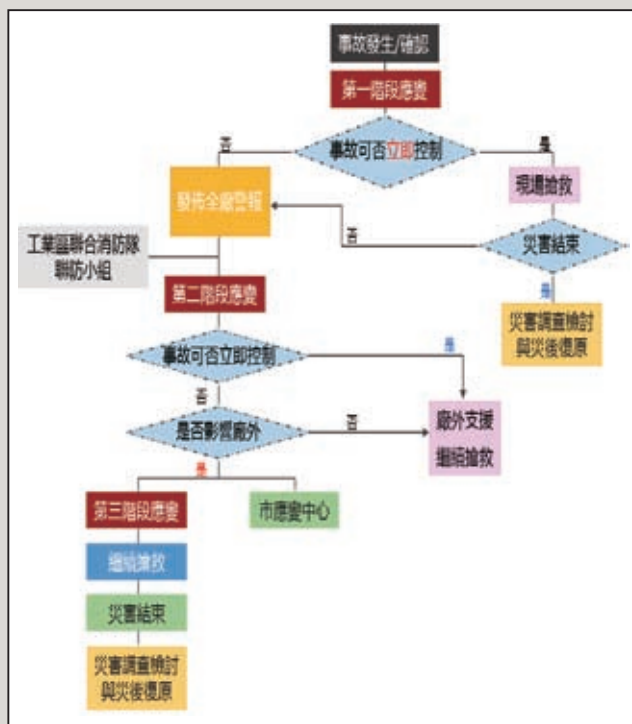 事故發生/確認
第一階段應變
事故可否立即控制
否
是
發佈全廠警報
現場搶救
否
災害結束
工業區聯合消防隊
聯防小組
是
第二階段應變
災害調查檢討
與災後復原
事故可否立即控制
是
否
是否影響廠外
否
廠外支援
繼續搶救
是
第三階段應變
市應變中心
繼續搶救
災害結束
災害調查檢討
與災後復原